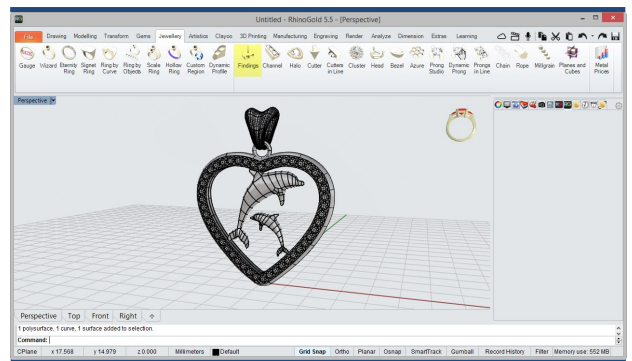 Untitled - RhinoGold 5.5 - [Perspective]
File Drawing Modelling Transform Gems Jewellery Artistics Clayoo 3D Printing Manufacturing Engraving Render Analyze Dimension Extras Learning
Gauge Wizard Eternity Ring Signet Ring Ring by Curve Ring by Objects Scale Ring Hollow Ring Custom Region Dynamic Profile Findings Channel Halo Cutter Cutters in Line Cluster Head Bezel Azure Prong Studio Dynamic Prong Prongs in Line Chain Rope Millgrain Planes and Cubes Metal Prices
Perspective
Perspective Top Front Right
1 polysurface, 1 curve, 1 surface added to selection.
Command:
CPlane x 17.568 y 14.979 z 0.000 Millimeters Default Grid Snap Ortho Planar Osnap SmartTrack Gumball Record History Filter Memory use: 552 MB